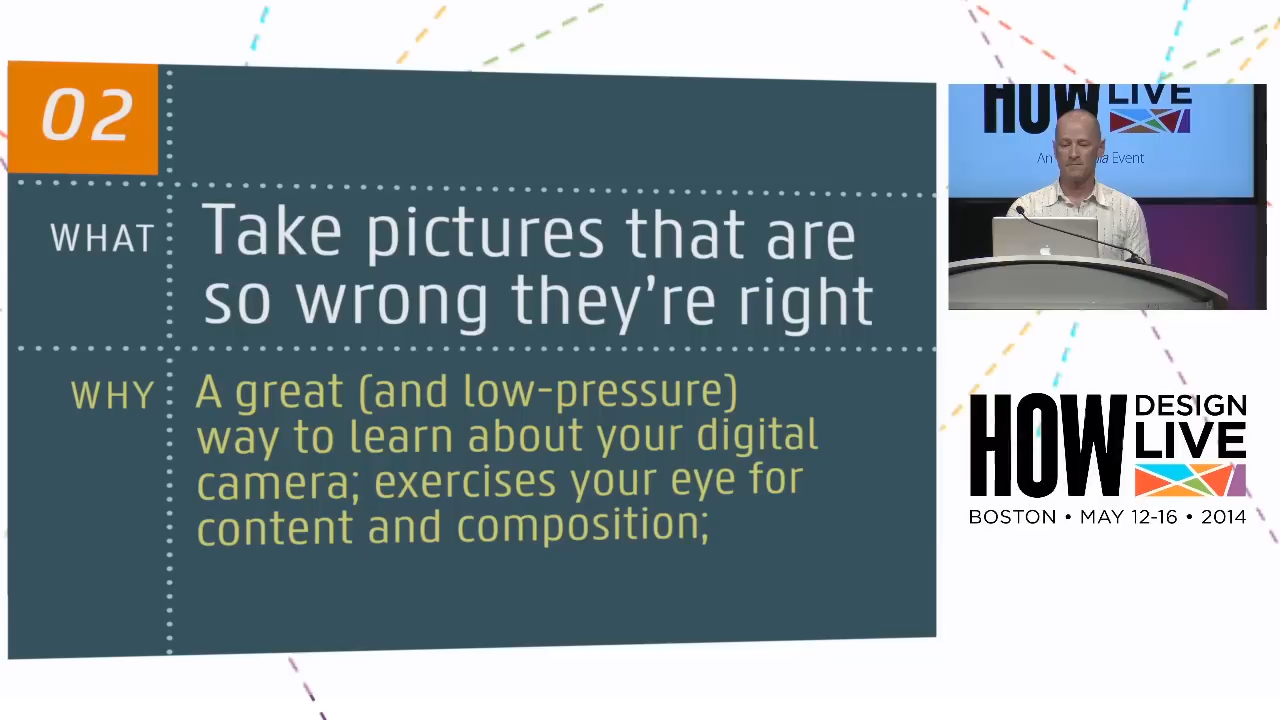 02
WHAT
Take pictures that are
so wrong they're right
WHY
A great (and low-pressure)
way to learn about your digital
camera; exercises your eye for
content and composition;
HOW
LIVE
An
Event
HOW
DESIGN
LIVE
BOSTON • MAY 12-16 • 2014